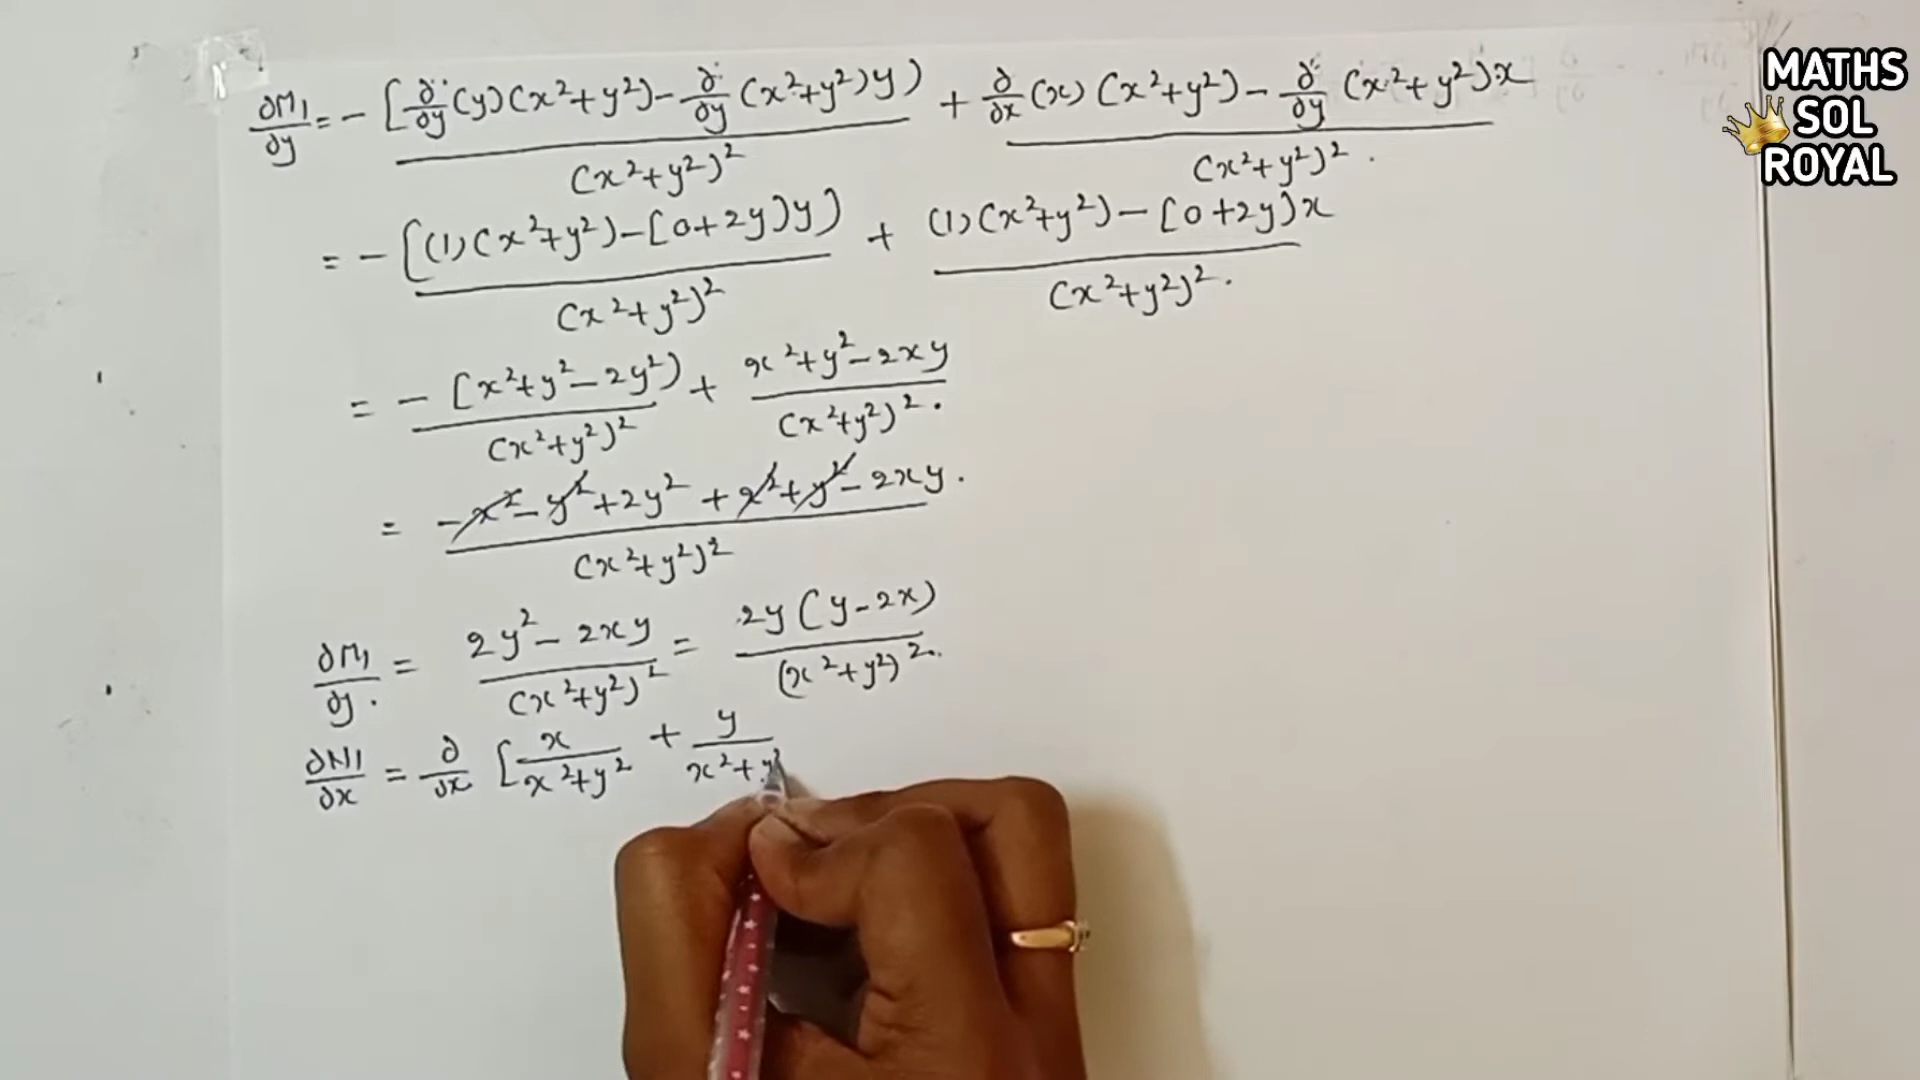 ∂M₁/∂y = - [∂/∂y (y) (x²+y²) - ∂/∂y (x²+y²) y] / (x²+y²)² + ∂/∂x (x) (x²+y²) - ∂/∂y (x²+y²) x / (x²+y²)².
= - [(1) (x²+y²) - [0+2y) y) / (x²+y²)² + (1) (x²+y²) - [0+2y) x / (x²+y²)².
= - [x²+y²-2y²) / (x²+y²)² + x²+y²-2xy / (x²+y²)².
= -x²-y²+2y²+x²+y²-2xy. / (x²+y²)²
∂M₁/∂y. = 2y²-2xy / (x²+y²)² = 2y(y-2x) / (x²+y²)².
∂N1/∂x = ∂/∂x [x / x²+y² + y / x²+y²
MATHS
SOL
ROYAL